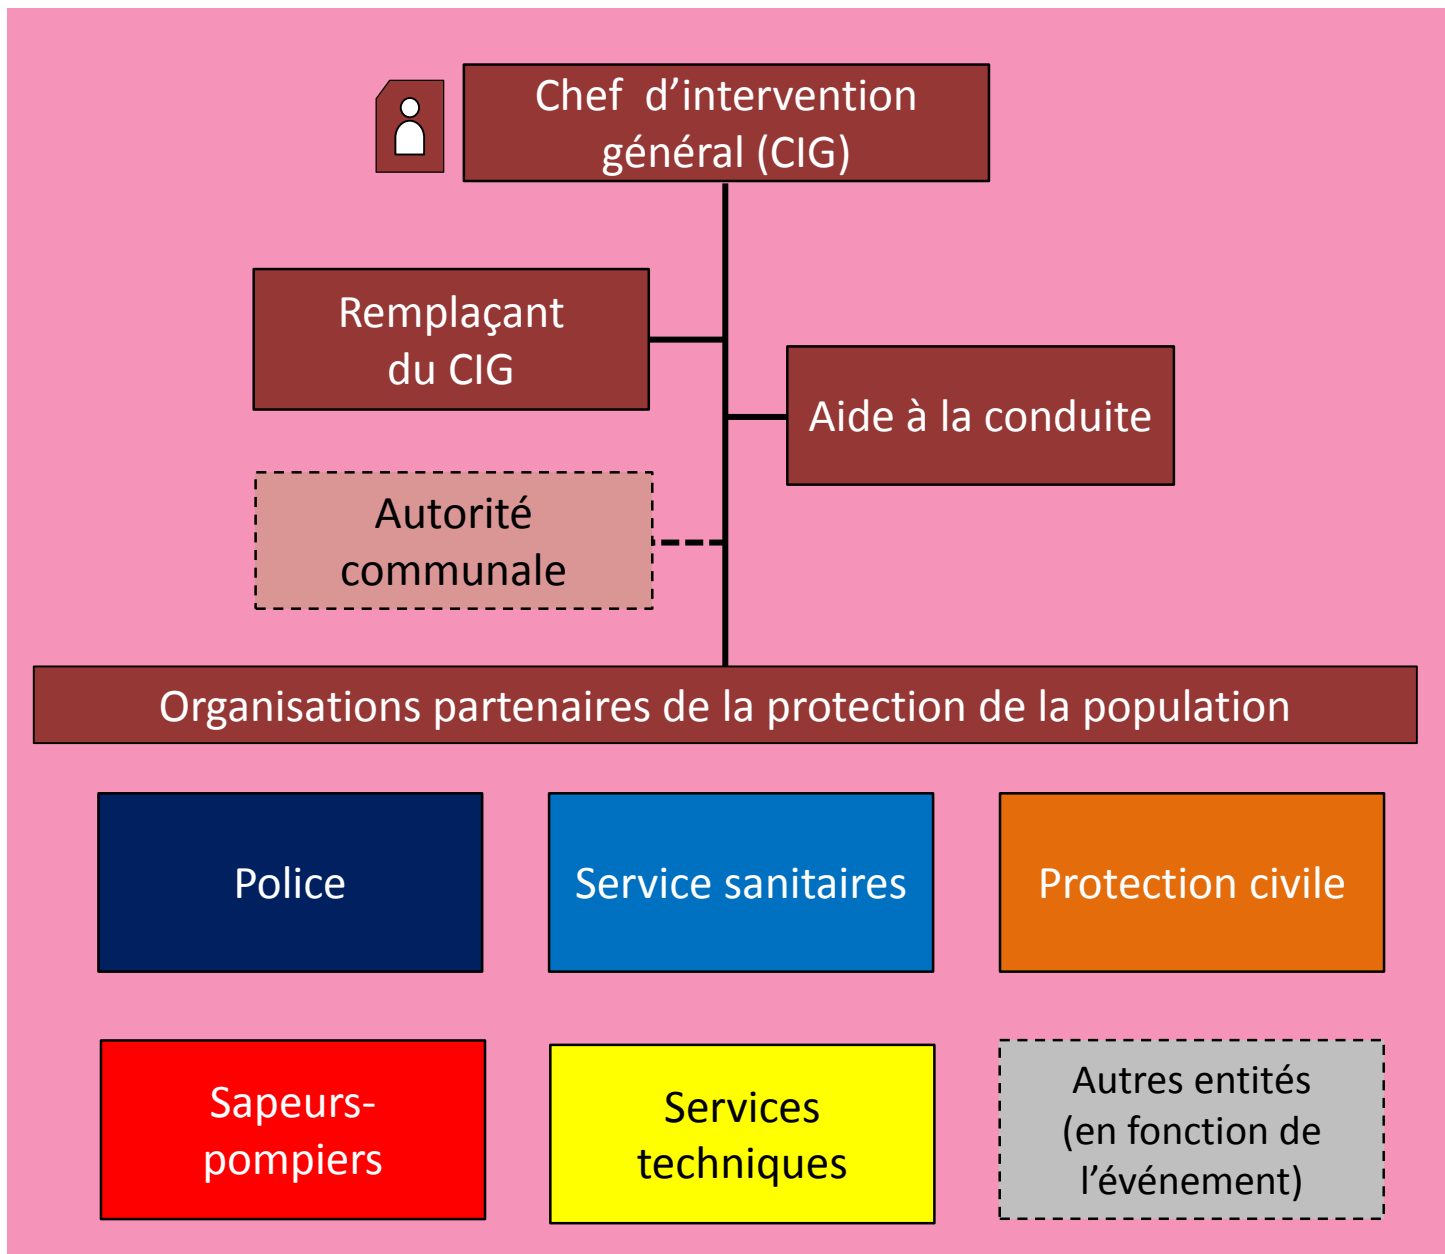 Chef  d’intervention
général (CIG)
Remplaçant
du CIG
Aide à la conduite
Autorité
communale
Organisations partenaires de la protection de la population
Police
Service sanitaires
Protection civile
Sapeurs-
pompiers
Services
techniques
Autres entités
(en fonction de
l’événement)